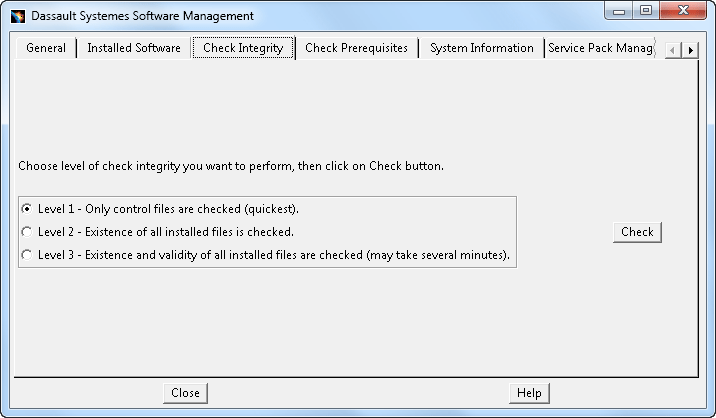 Dassault Systemes Software Management
General Installed Software Check Integrity Check Prerequisites System Information Service Pack Manag
Choose level of check integrity you want to perform, then click on Check button.
Level 1 - Only control files are checked (quickest).
Level 2 - Existence of all installed files is checked.
Check
Level 3 - Existence and validity of all installed files are checked (may take several minutes).
Close Help